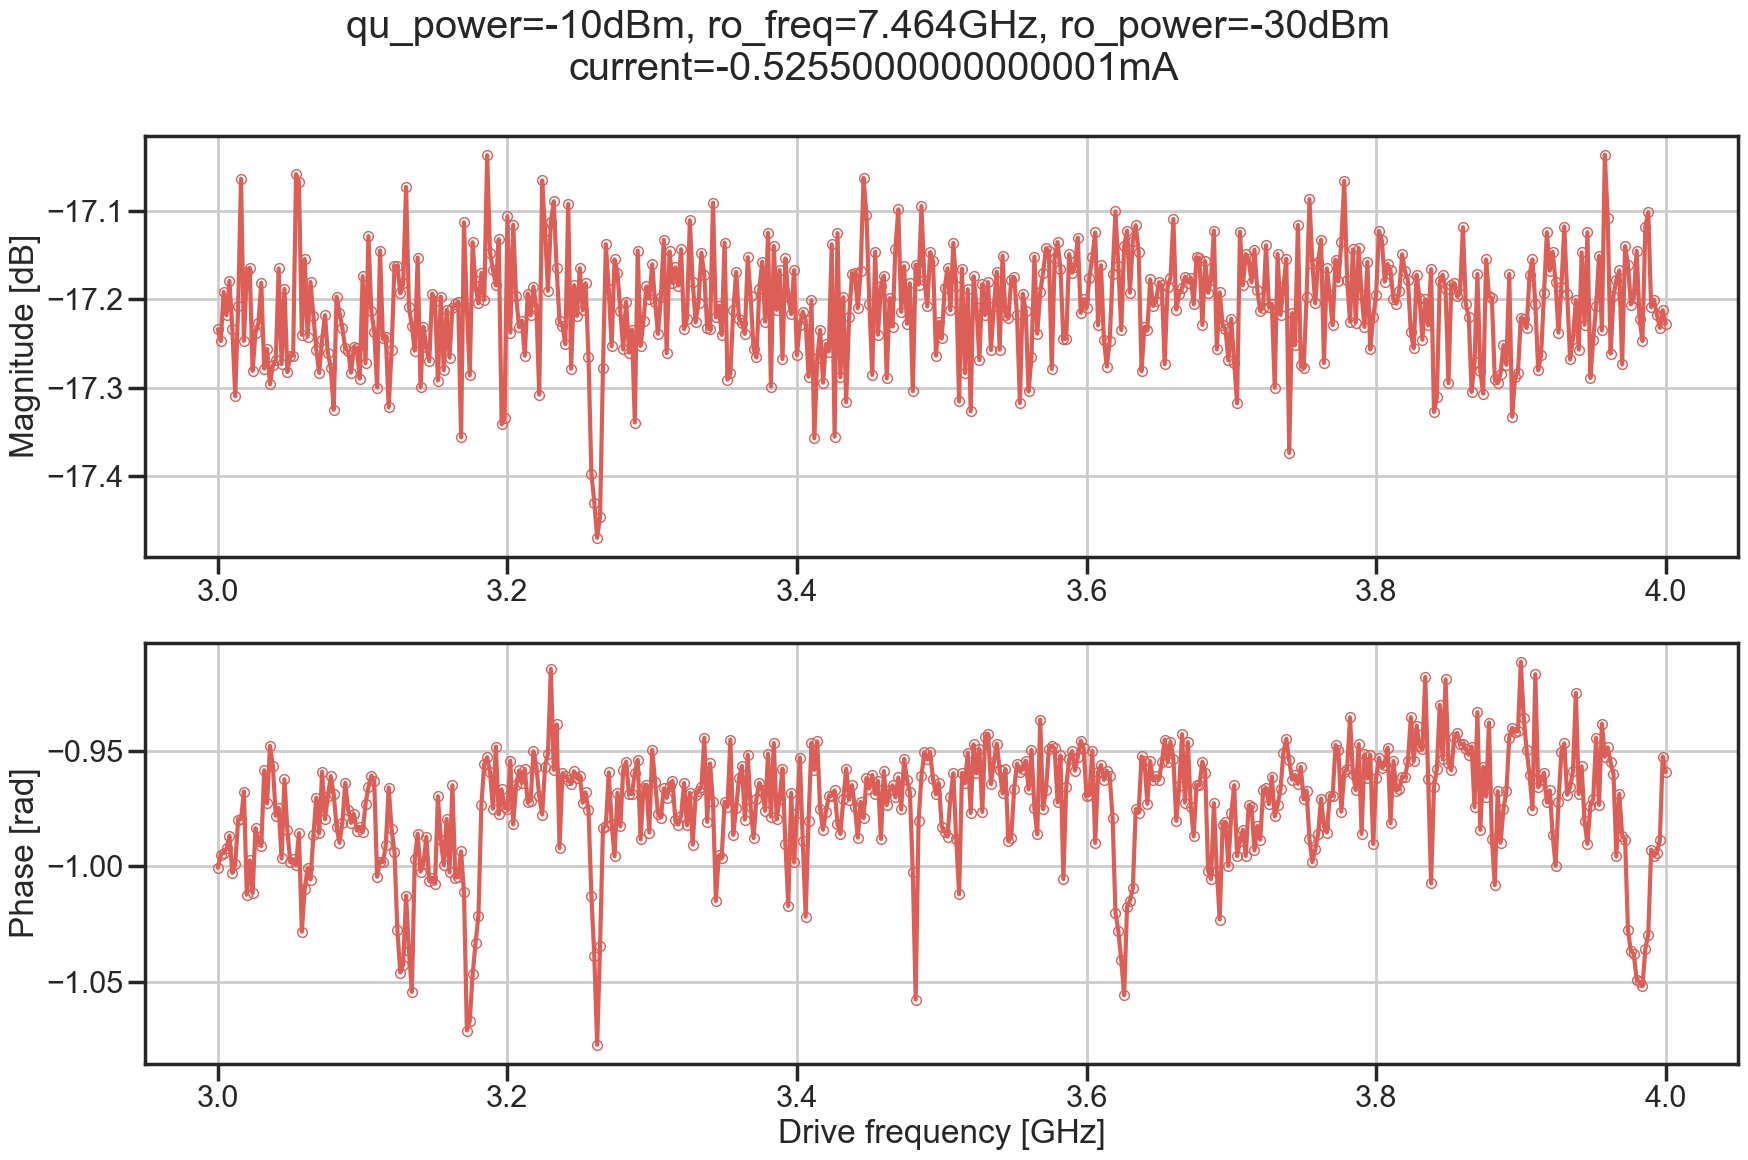 qu_power=-10dBm, ro_freq=7.464GHz, ro_power=-30dBm
current=-0.5255000000000001mA
Magnitude [dB]
−17.1
−17.2
−17.3
−17.4
3.0 3.2 3.4 3.6 3.8 4.0
Phase [rad]
−0.95
−1.00
−1.05
3.0 3.2 3.4 3.6 3.8 4.0
Drive frequency [GHz]